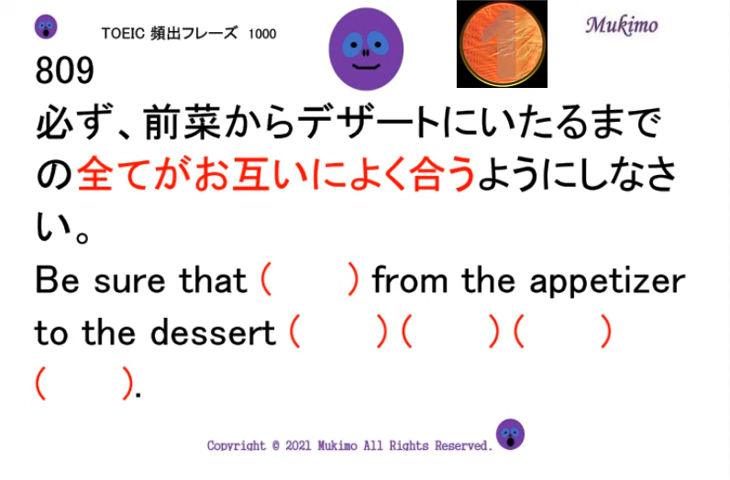 TOEIC 頻出フレーズ 1000
Mukimo
1
809
必ず、前菜からデザートにいたるまで
の全てがお互いによく合うようにしなさ
い。
Be sure that (　　) from the appetizer
to the dessert (　　) (　　) (　　)
(　　).
Copyright © 2021 Mukimo All Rights Reserved.